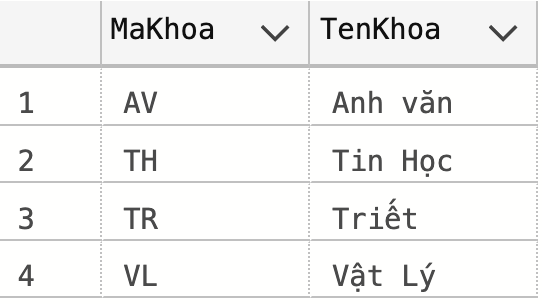 MaKhoa TenKhoa
1 AV Anh văn
2 TH Tin Học
3 TR Triết
4 VL Vật Lý